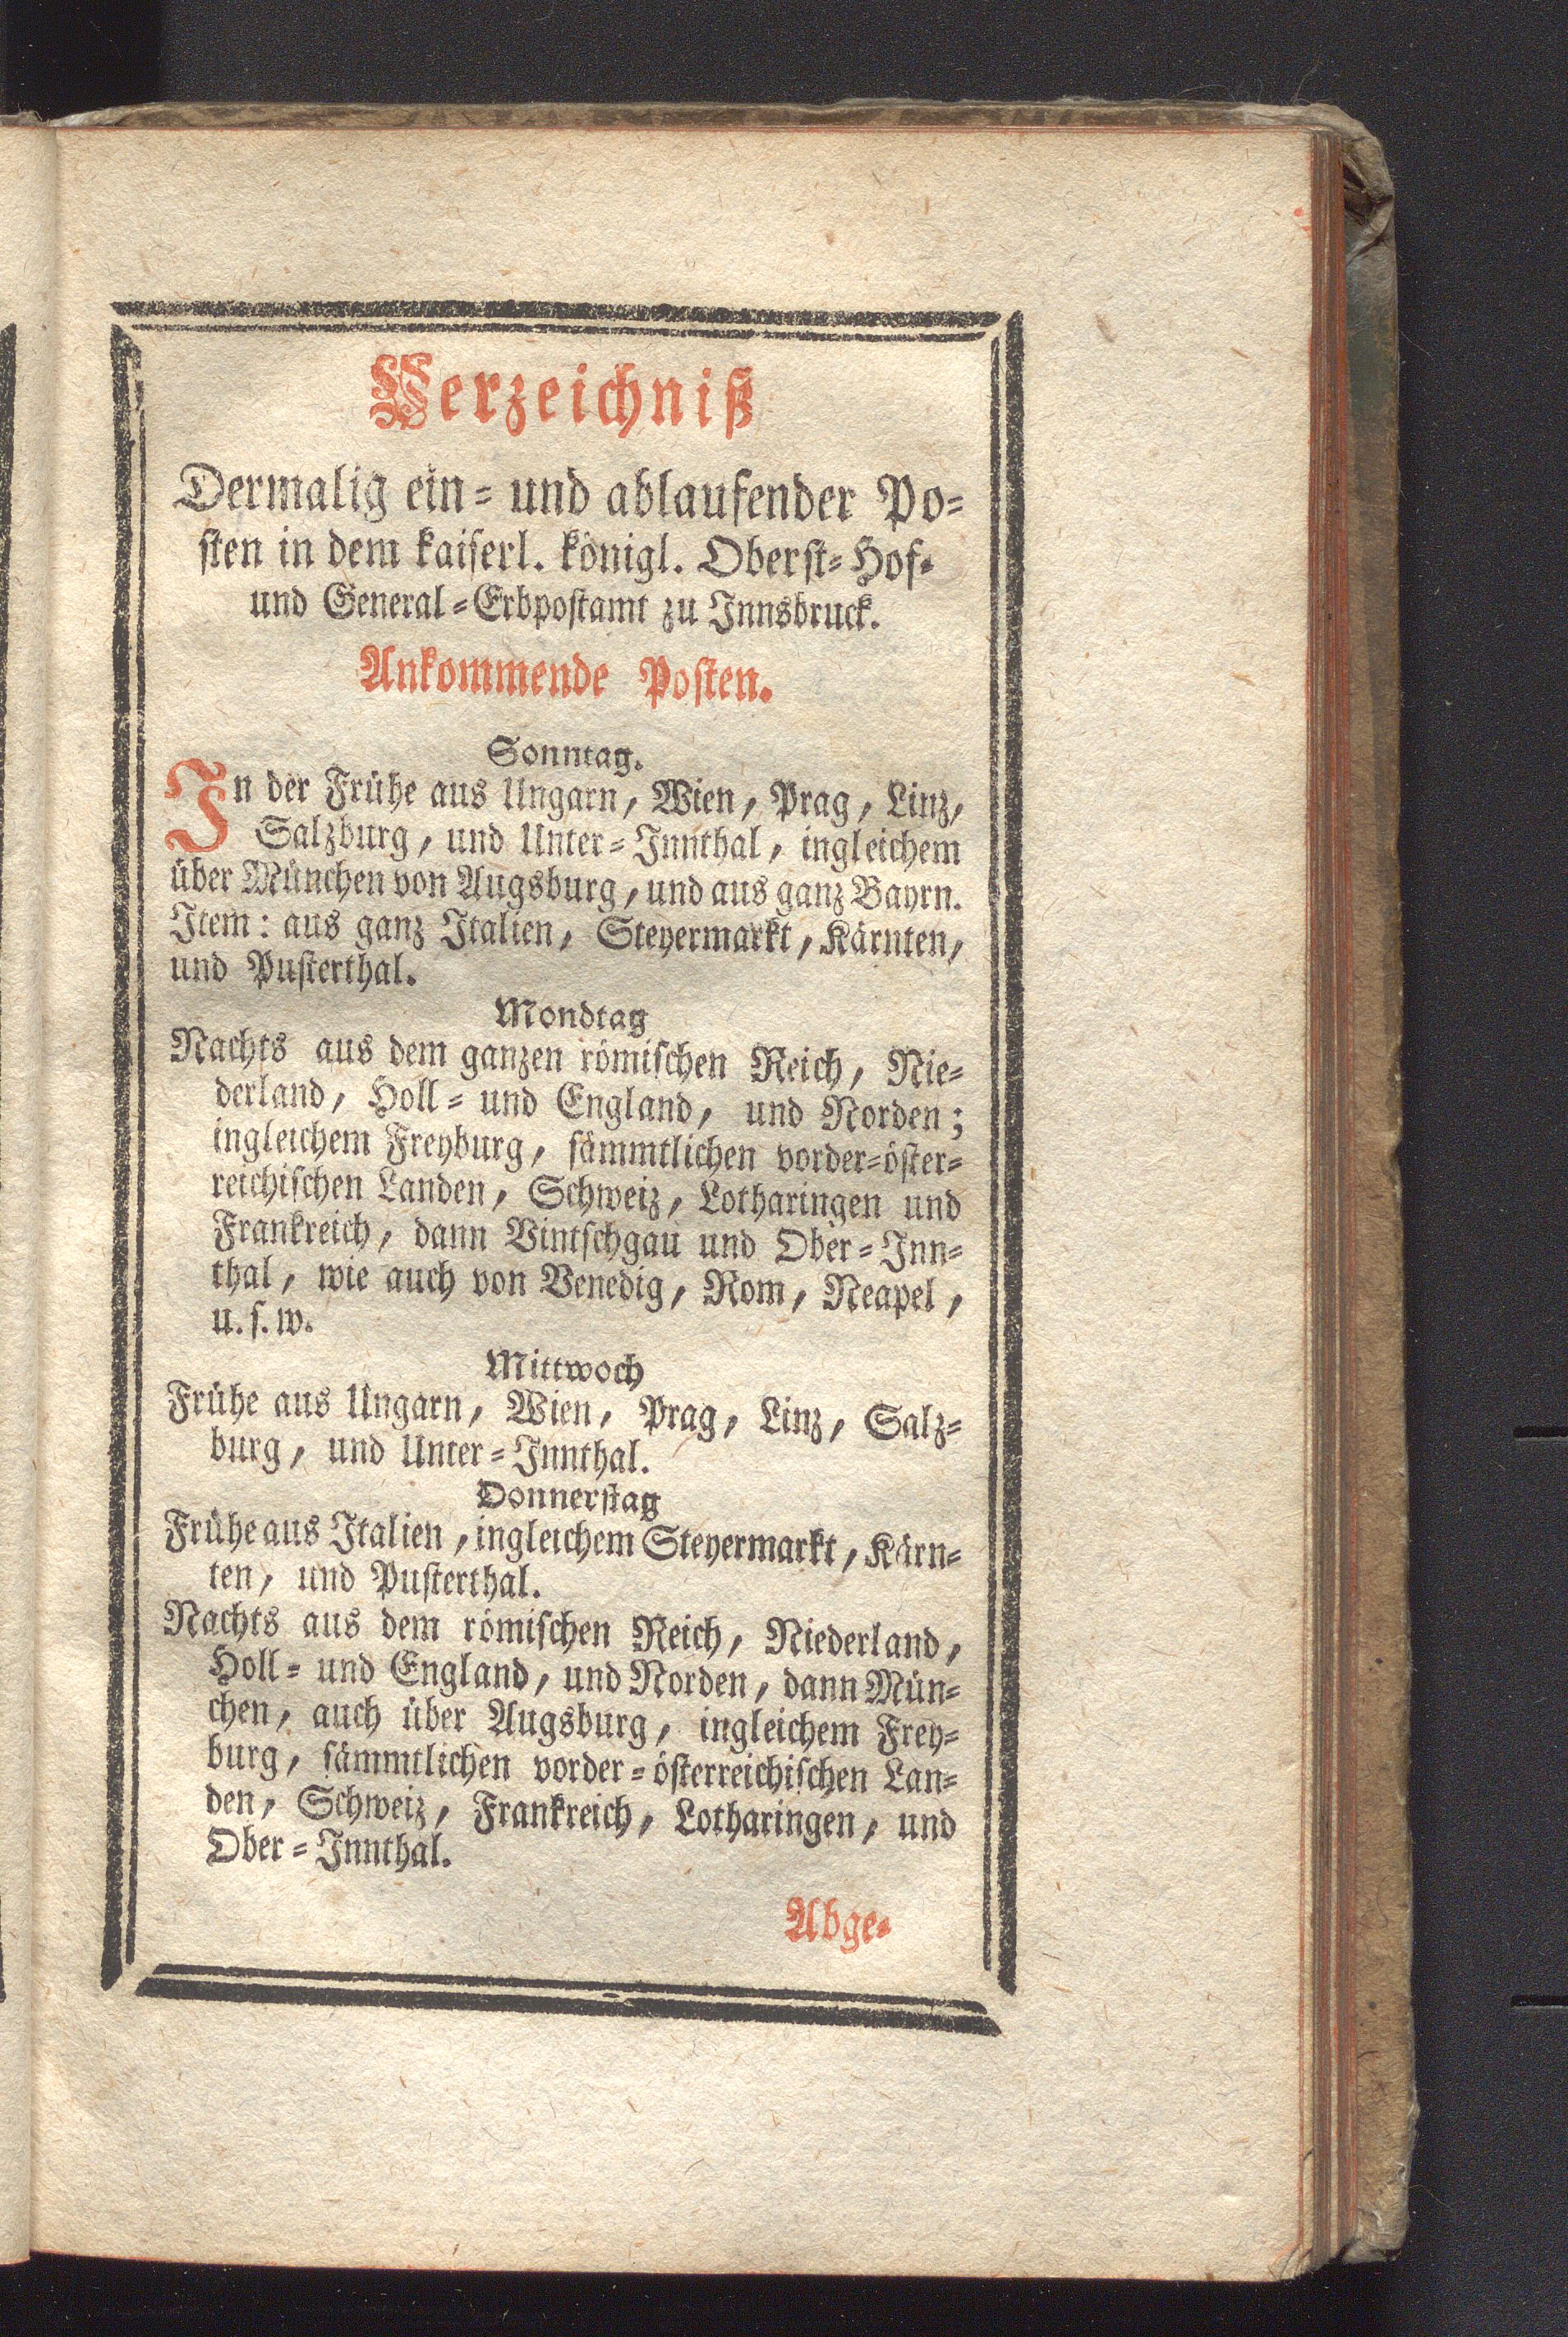 Verzeichniß
Dermalig ein- und ablaufender Po-
sten in dem kaiserl. königl. Oberst-Hof-
und General-Erbpostamt zu Innsbruck.
Ankommende Posten.
Sonntag.
In der Frühe aus Ungarn, Wien, Prag, Linz,
Salzburg, und Unter-Innthal, ingleichem
über München von Augsburg, und aus ganz Bayrn.
Item: aus ganz Italien, Steyermarkt, Kärnten,
und Pusterthal.
Mondtag
Nachts aus dem ganzen römischen Reich, Nie-
derland, Holl- und England, und Norden;
ingleichem Freyburg, sämmtlichen vorder-öster-
reichischen Landen, Schweiz, Lotharingen und
Frankreich, dann Vintschgau und Ober-Inn-
thal, wie auch von Venedig, Rom, Neapel,
u. s. w.
Mittwoch
Frühe aus Ungarn, Wien, Prag, Linz, Salz-
burg, und Unter-Innthal.
Donnerstag
Frühe aus Italien, ingleichem Steyermarkt, Kärn-
ten, und Pusterthal.
Nachts aus dem römischen Reich, Niederland,
Holl- und England, und Norden, dann Mün-
chen, auch über Augsburg, ingleichem Frey-
burg, sämmtlichen vorder-österreichischen Lan-
den, Schweiz, Frankreich, Lotharingen, und
Ober-Innthal.
Abge-